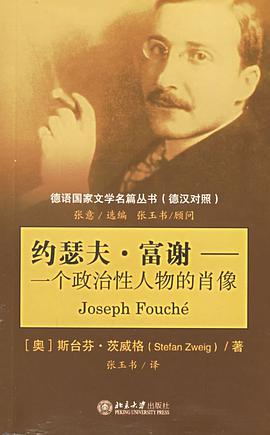 德语国家文学名篇丛书(德汉对照)
张意/选编 张玉书/顾问
约瑟夫·富谢——
一个政治性人物的肖像
Joseph Fouché
[奥]斯台芬·茨威格(Stefan Zweig)/著
张玉书/译
北京大学出版社
PEKING UNIVERSITY PRESS